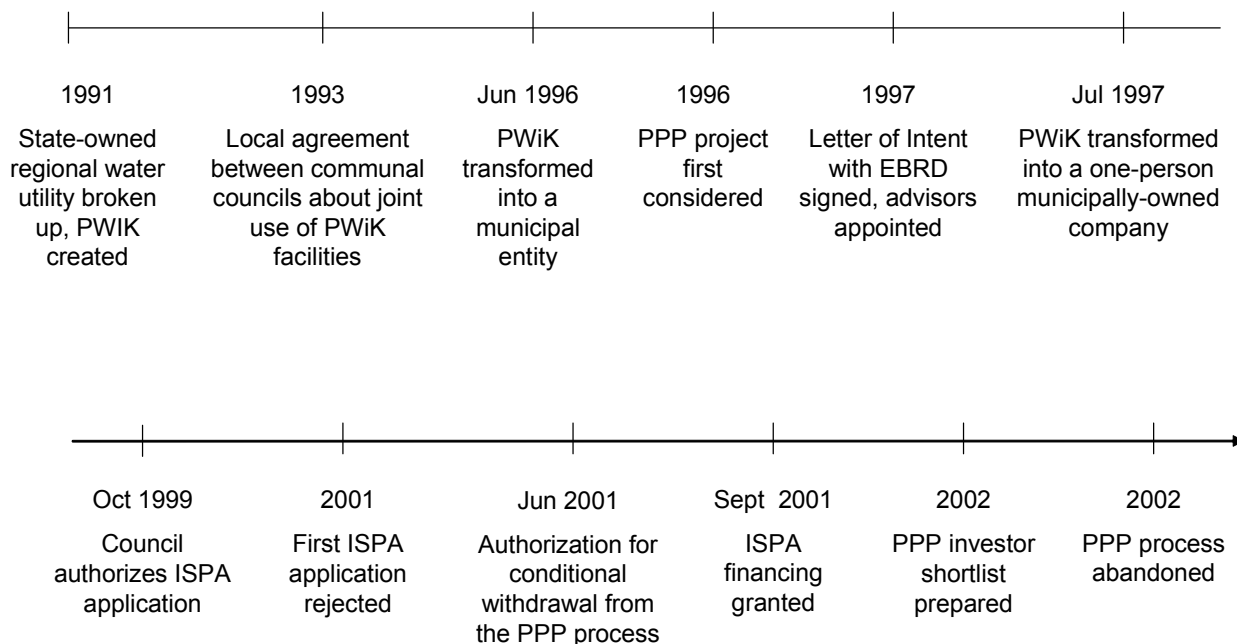 1991
State-owned
regional water
utility broken
up, PWIK
created
1993
Local agreement
between communal
councils about joint
use of PWiK
facilities
Jun 1996
PWiK
transformed
into a
municipal
entity
1996
PPP project
first
considered
1997
Letter of Intent
with EBRD
signed, advisors
appointed
Jul 1997
PWiK transformed
into a one-person
municipally-owned
company
Oct 1999
Council
authorizes ISPA
application
2001
First ISPA
application
rejected
Jun 2001
Authorization for
conditional
withdrawal from
the PPP process
Sept 2001
ISPA
financing
granted
2002
PPP investor
shortlist
prepared
2002
PPP process
abandoned